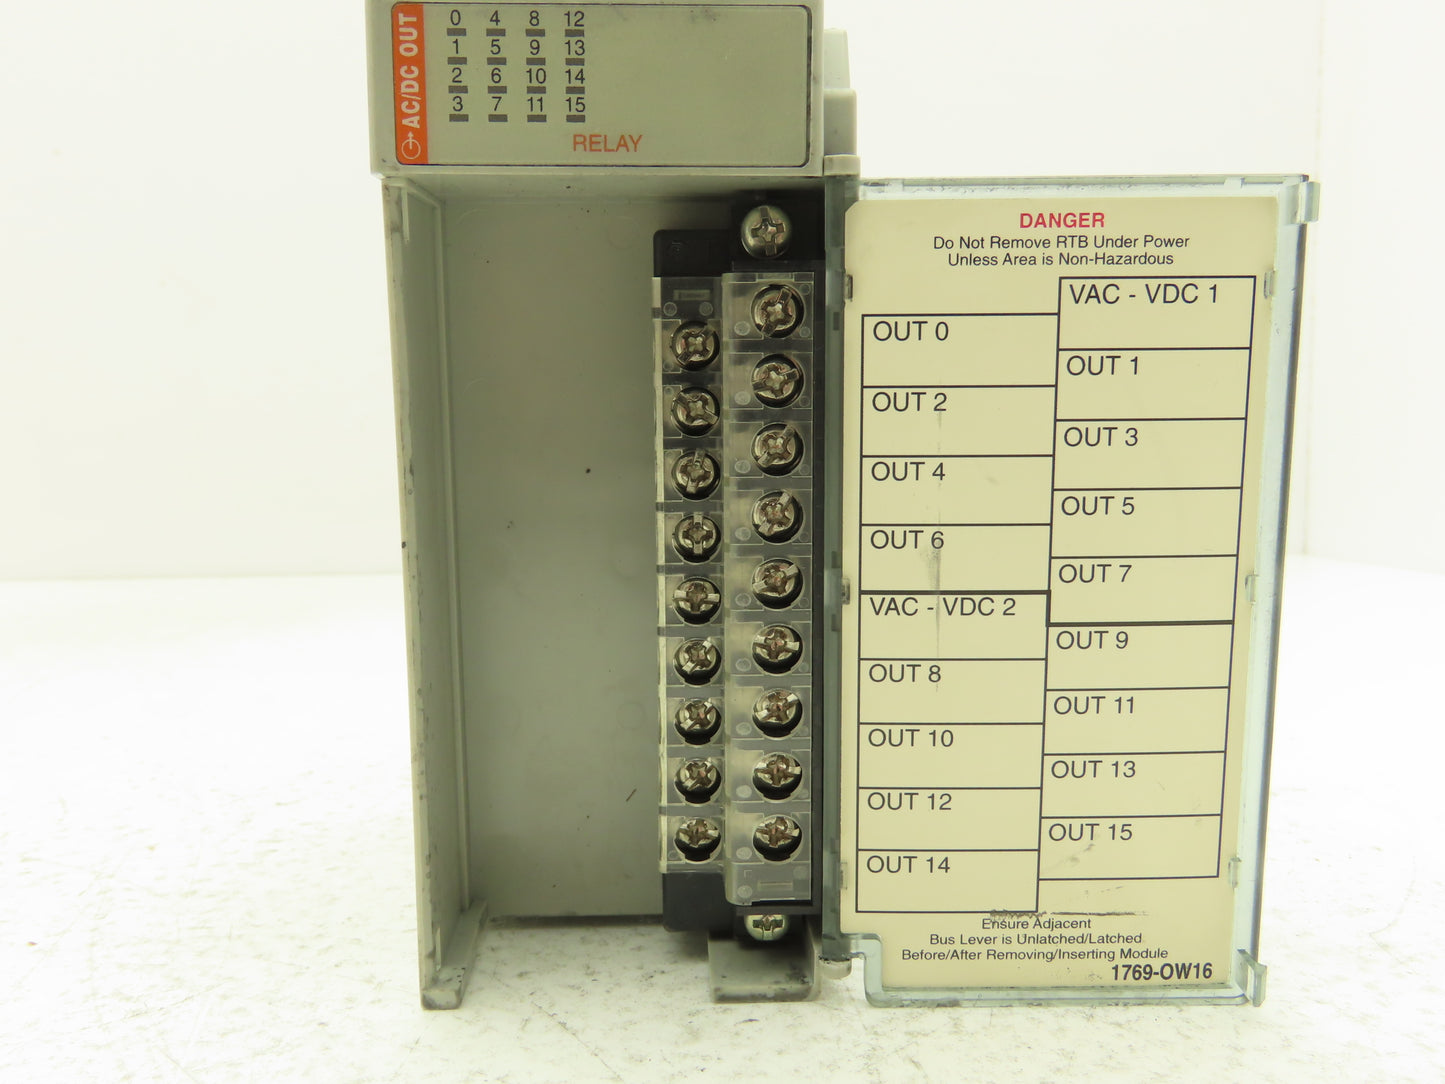 AC/DC OUT
0 4 8 12
1 5 9 13
2 6 10 14
3 7 11 15
RELAY
DANGER
Do Not Remove RTB Under Power
Unless Area is Non-Hazardous
VAC - VDC 1
OUT 0
OUT 1
OUT 2
OUT 3
OUT 4
OUT 5
OUT 6
OUT 7
VAC - VDC 2
OUT 9
OUT 8
OUT 11
OUT 10
OUT 13
OUT 12
OUT 15
OUT 14
Ensure Adjacent
Bus Lever is Unlatched/Latched
Before/After Removing/Inserting Module
1769-OW16